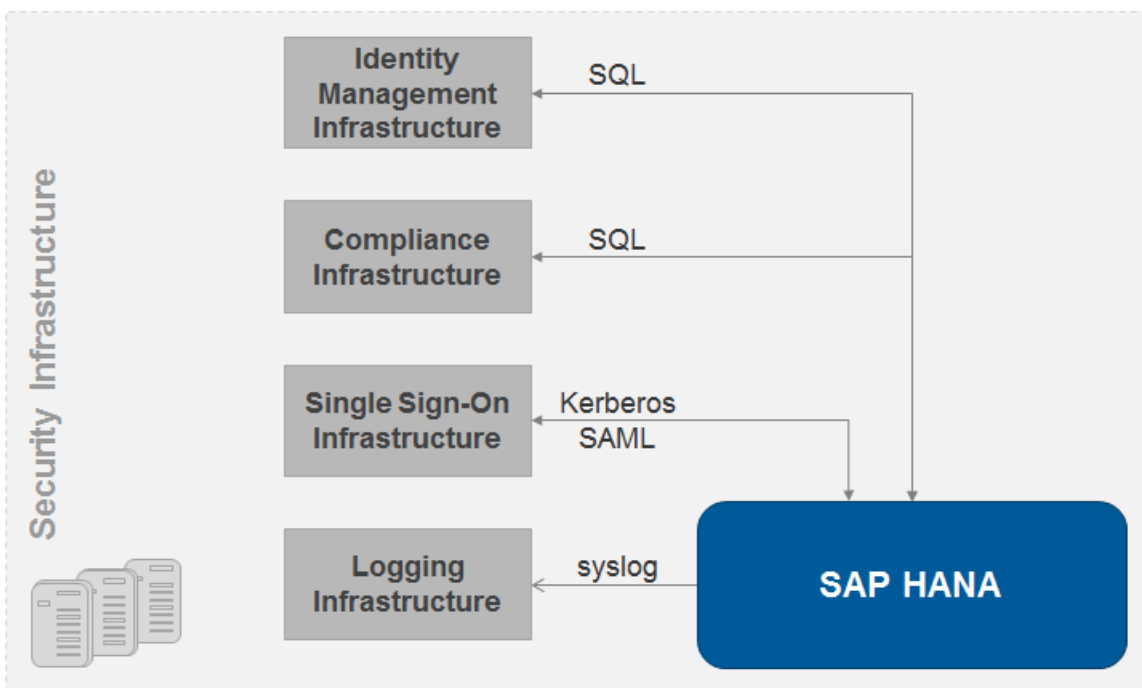 Security Infrastructure
Identity
Management
Infrastructure
SQL
Compliance
Infrastructure
SQL
Single Sign-On
Infrastructure
Kerberos
SAML
Logging
Infrastructure
syslog
SAP HANA